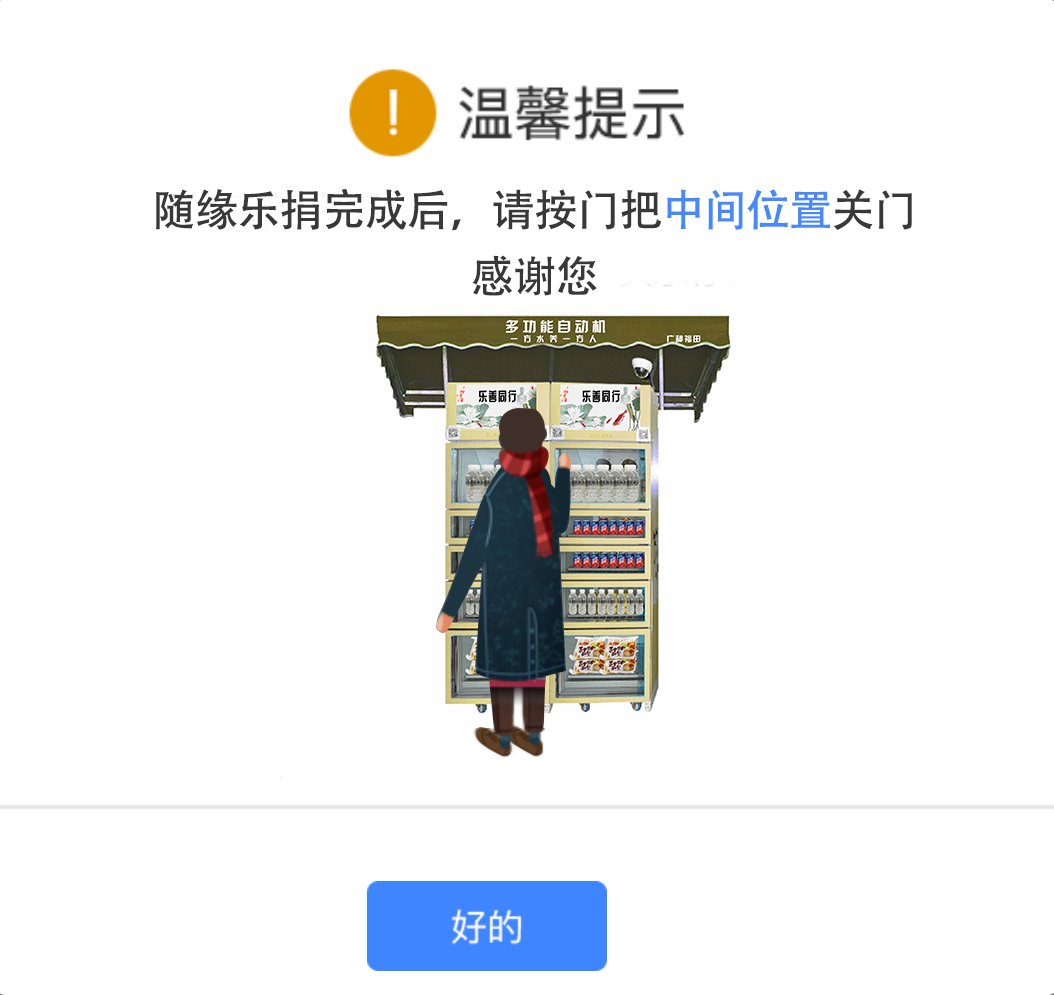 温馨提示
随缘乐捐完成后，请按门把中间位置关门
感谢您
多功能自动机
一方水养一方人
广种福田
乐善同行
乐善同行
好的